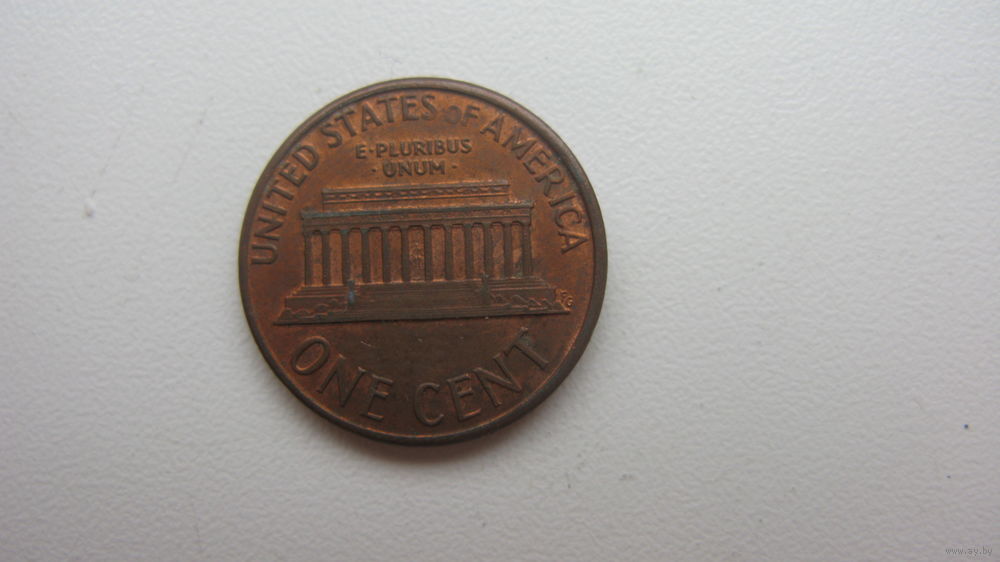 UNITED STATES OF AMERICA
E·PLURIBUS
·UNUM·
FG
ONE CENT
www.ay.by